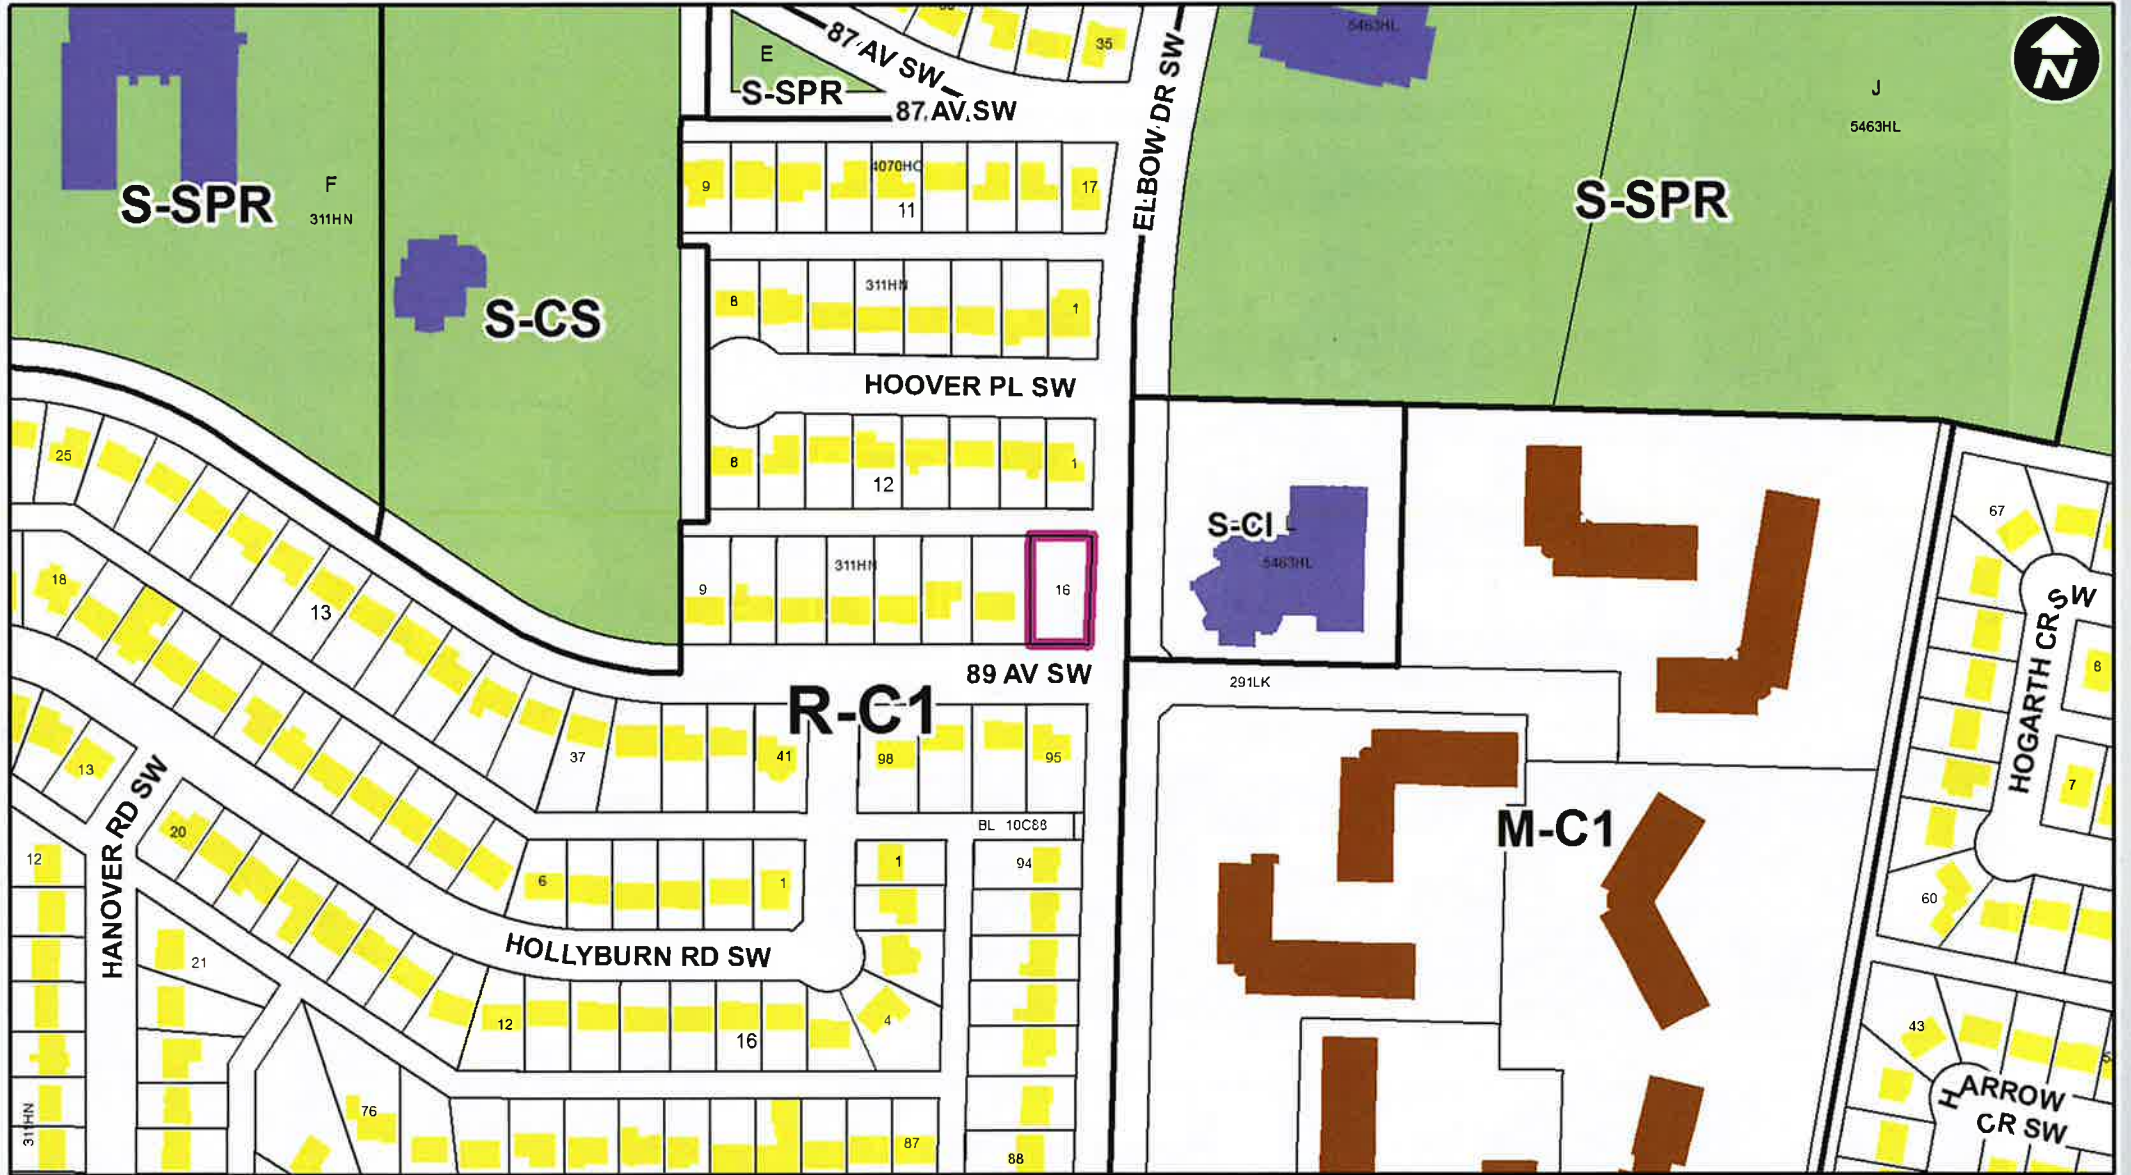 35
5463HL
N
E
87 AV SW
J
S-SPR
87 AV SW
5463HL
ELBOW DR SW
4070HC
F
9
17
S-SPR
311HN
11
S-SPR
311HN
8
1
S-CS
HOOVER PL SW
25
8
1
12
67
S-CI
L
311HN
5463HL
18
9
16
SW
13
8
89 AV SW
291LK
HOGARTH CR
R-C1
37
41
98
95
13
7
HANOVER RD SW
20
BL 10C88
M-C1
12
1
94
6
1
60
HOLLYBURN RD SW
21
12
4
43
16
H
ARROW
CR SW
76
311HN
87
88